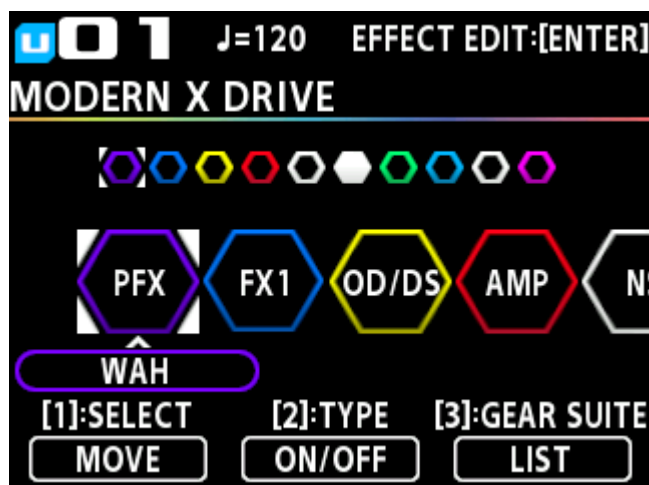 U01 ♩=120 EFFECT EDIT:[ENTER]
MODERN X DRIVE
PFX FX1 OD/DS AMP
WAH
[1]:SELECT [2]:TYPE [3]:GEAR SUITE
MOVE ON/OFF LIST